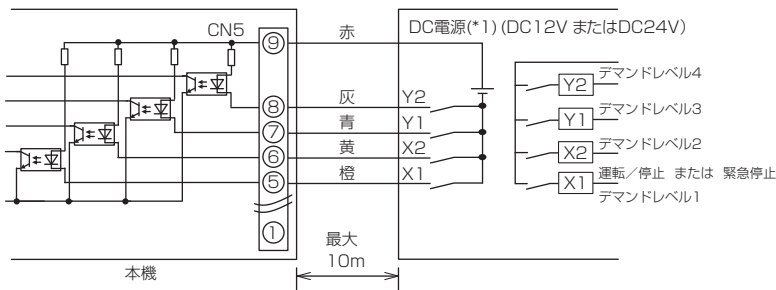 CN5
⑨
赤
DC電源(*1) (DC12V またはDC24V)
デマンドレベル4
Y2
⑧
灰
Y2
デマンドレベル3
Y1
⑦
青
Y1
デマンドレベル2
X2
⑥
黄
X2
運転／停止 または 緊急停止
X1
デマンドレベル1
⑤
橙
X1
①
最大
10m
本機